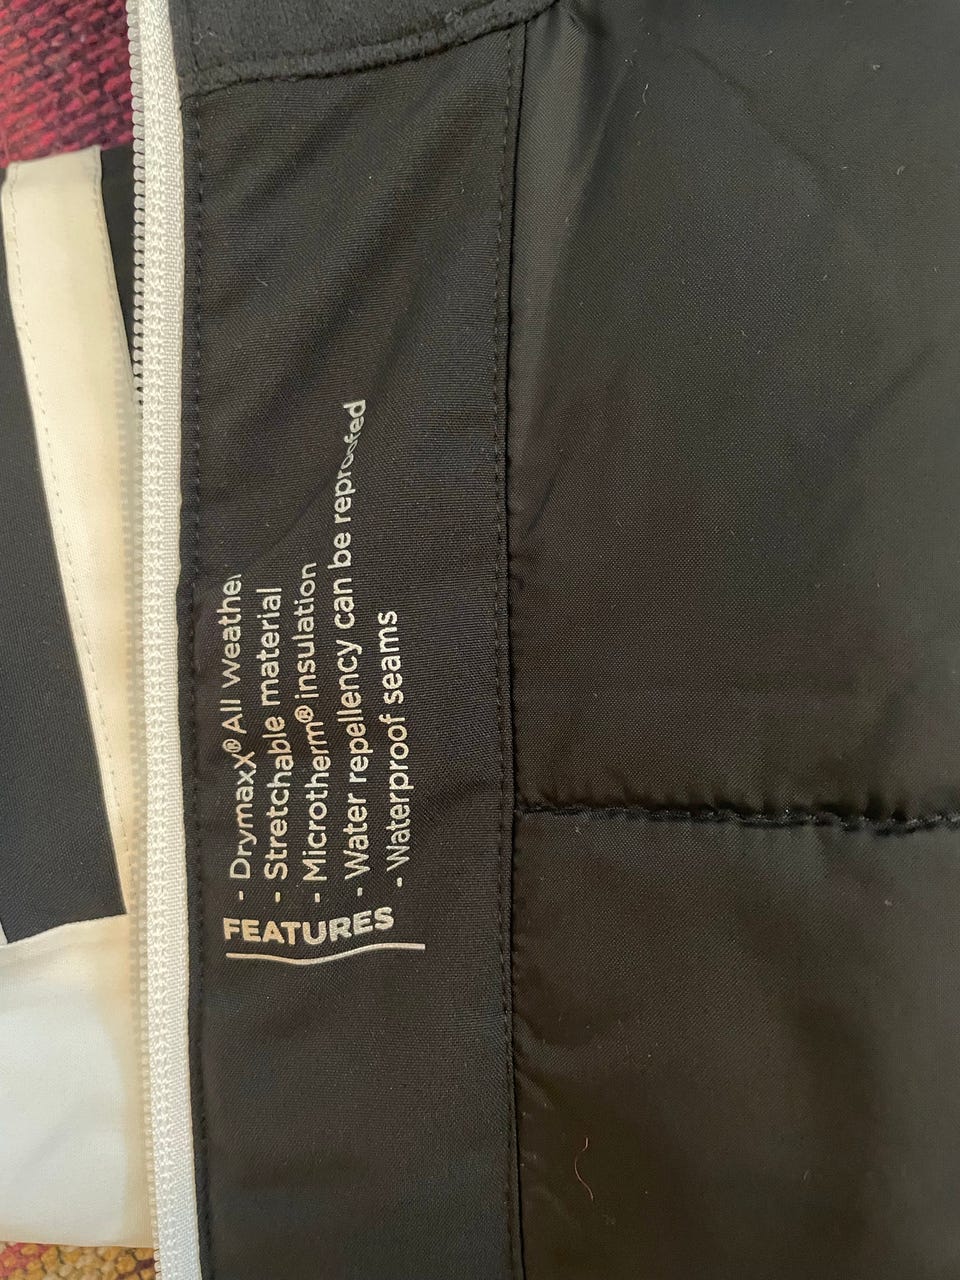 FEATURES
- DrymaxX® All Weather
- Stretchable material
- Microtherm® insulation
- Water repellency can be reproofed
- Waterproof seams